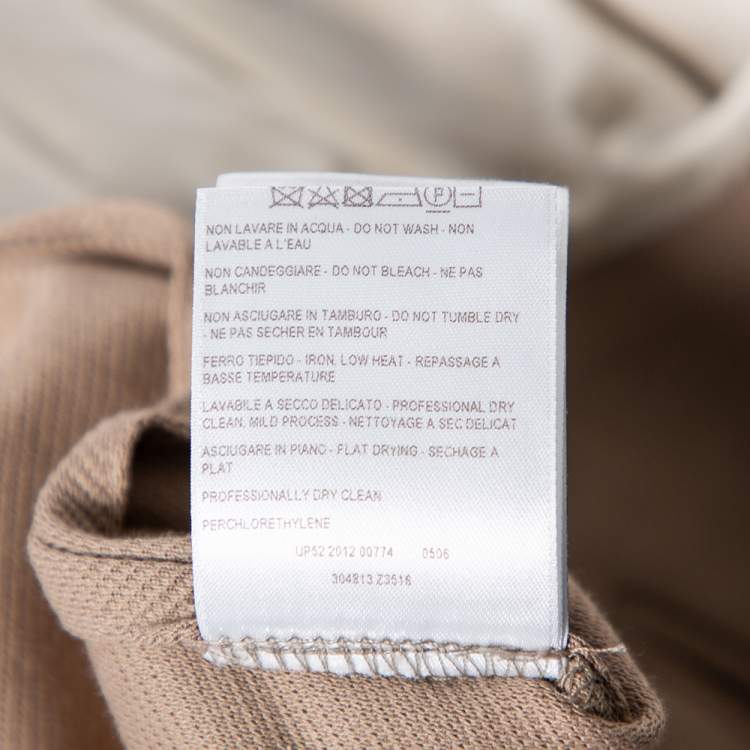 P
NON LAVARE IN ACQUA - DO NOT WASH - NON
LAVABLE A L'EAU
NON CANDEGGIARE - DO NOT BLEACH - NE PAS
BLANCHIR
NON ASCIUGARE IN TAMBURO - DO NOT TUMBLE DRY
- NE PAS SECHER EN TAMBOUR
FERRO TIEPIDO - IRON, LOW HEAT - REPASSAGE A
BASSE TEMPERATURE
LAVABILE A SECCO DELICATO - PROFESSIONAL DRY
CLEAN, MILD PROCESS - NETTOYAGE A SEC DELICAT
ASCIUGARE IN PIANO - FLAT DRYING - SECHAGE A
PLAT
PROFESSIONALLY DRY CLEAN
PERCHLORETHYLENE
UP52 2012 00774 0506
304813 Z3516